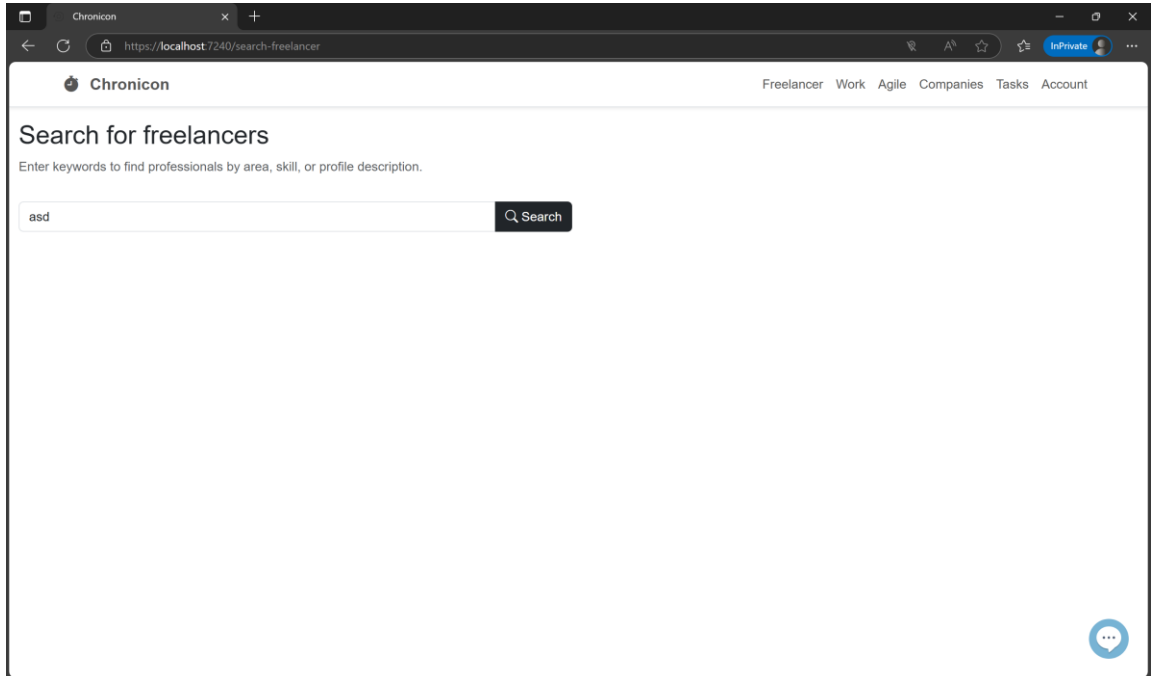 Chronicon
https://localhost:7240/search-freelancer
InPrivate
Chronicon
Freelancer Work Agile Companies Tasks Account
Search for freelancers
Enter keywords to find professionals by area, skill, or profile description.
asd
Search